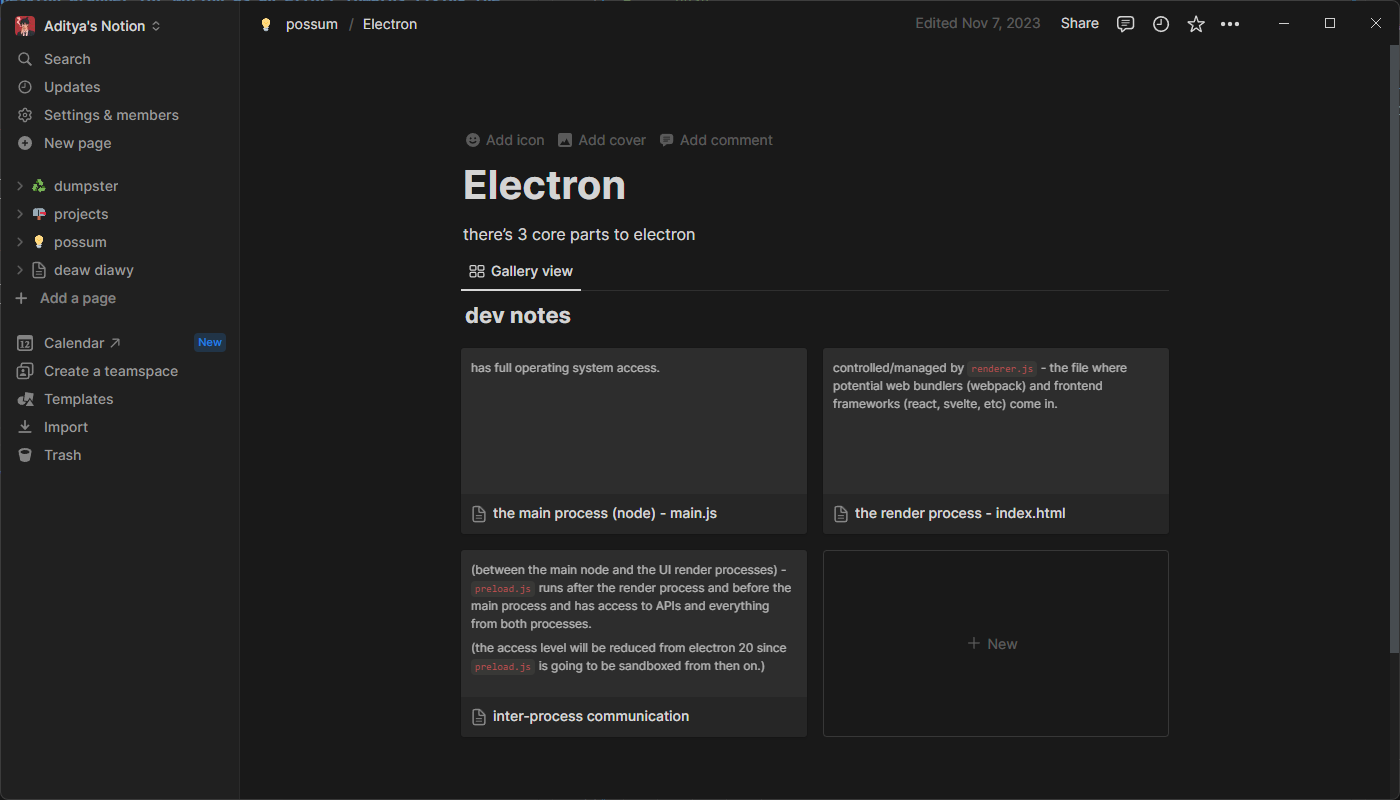 Aditya's Notion
Search
Updates
Settings & members
New page
dumpster
projects
possum
deaw diawy
Add a page
12
Calendar ↗
New
Create a teamspace
Templates
Import
Trash
possum / Electron
Edited Nov 7, 2023
Share
Add icon
Add cover
Add comment
Electron
there's 3 core parts to electron
Gallery view
dev notes
has full operating system access.
the main process (node) - main.js
controlled/managed by renderer.js - the file where
potential web bundlers (webpack) and frontend
frameworks (react, svelte, etc) come in.
the render process - index.html
(between the main node and the UI render processes) -
preload.js runs after the render process and before the
main process and has access to APIs and everything
from both processes.
(the access level will be reduced from electron 20 since
preload.js is going to be sandboxed from then on.)
inter-process communication
+ New